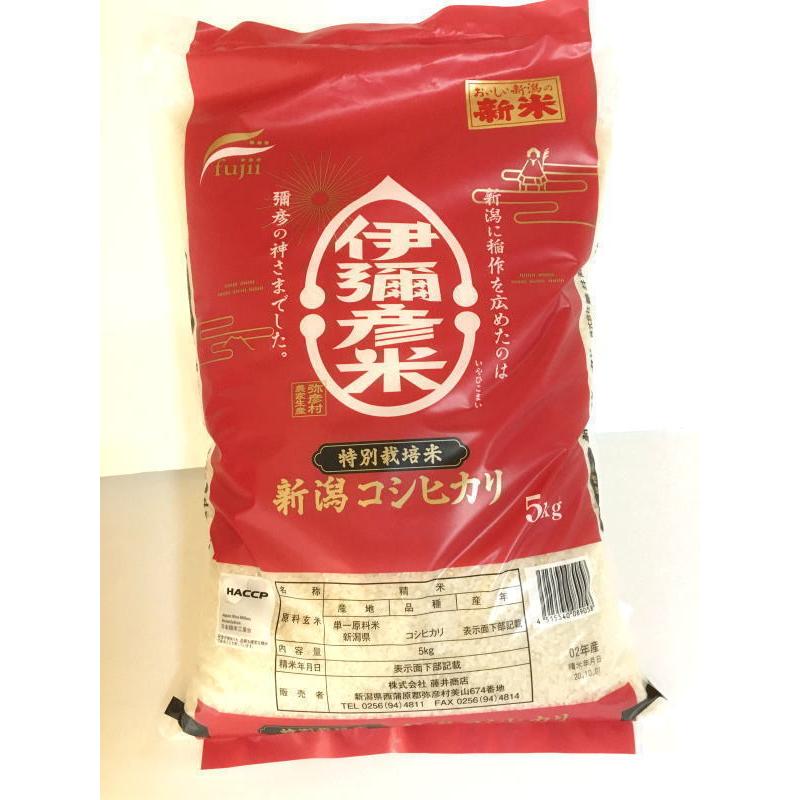 おいしい新潟の
新米
fujii
新潟に稲作を広めたのは
彌彦の神さまでした。
伊彌彦米
いやひこまい
弥彦村
農家生産
特別栽培米
新潟コシヒカリ
5kg
HACCP
名称 精米
原料玄米 産地 品種 産年
単一原料米
新潟県 コシヒカリ 表示面下部記載
内容量 5kg
精米年月日 表示面下部記載
販売者 株式会社 藤井商店
新潟県西蒲原郡弥彦村美山674番地
TEL 0256(94)4811 FAX 0256(94)4814
02年産
精米年月日